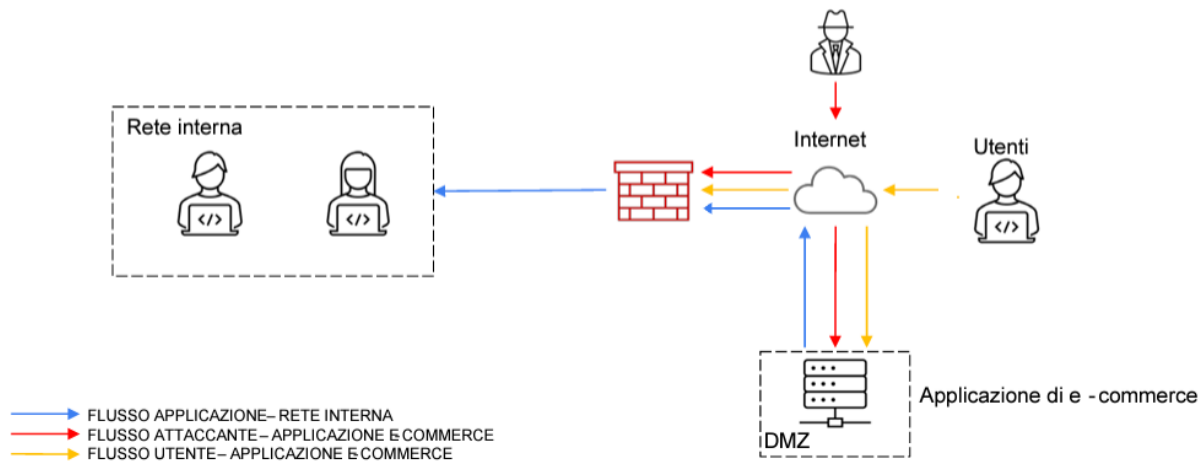 Internet
Utenti
Rete interna
</>
</>
</>
Applicazione di e - commerce
DMZ
FLUSSO APPLICAZIONE– RETE INTERNA
FLUSSO ATTACCANTE – APPLICAZIONE E-COMMERCE
FLUSSO UTENTE– APPLICAZIONE E-COMMERCE